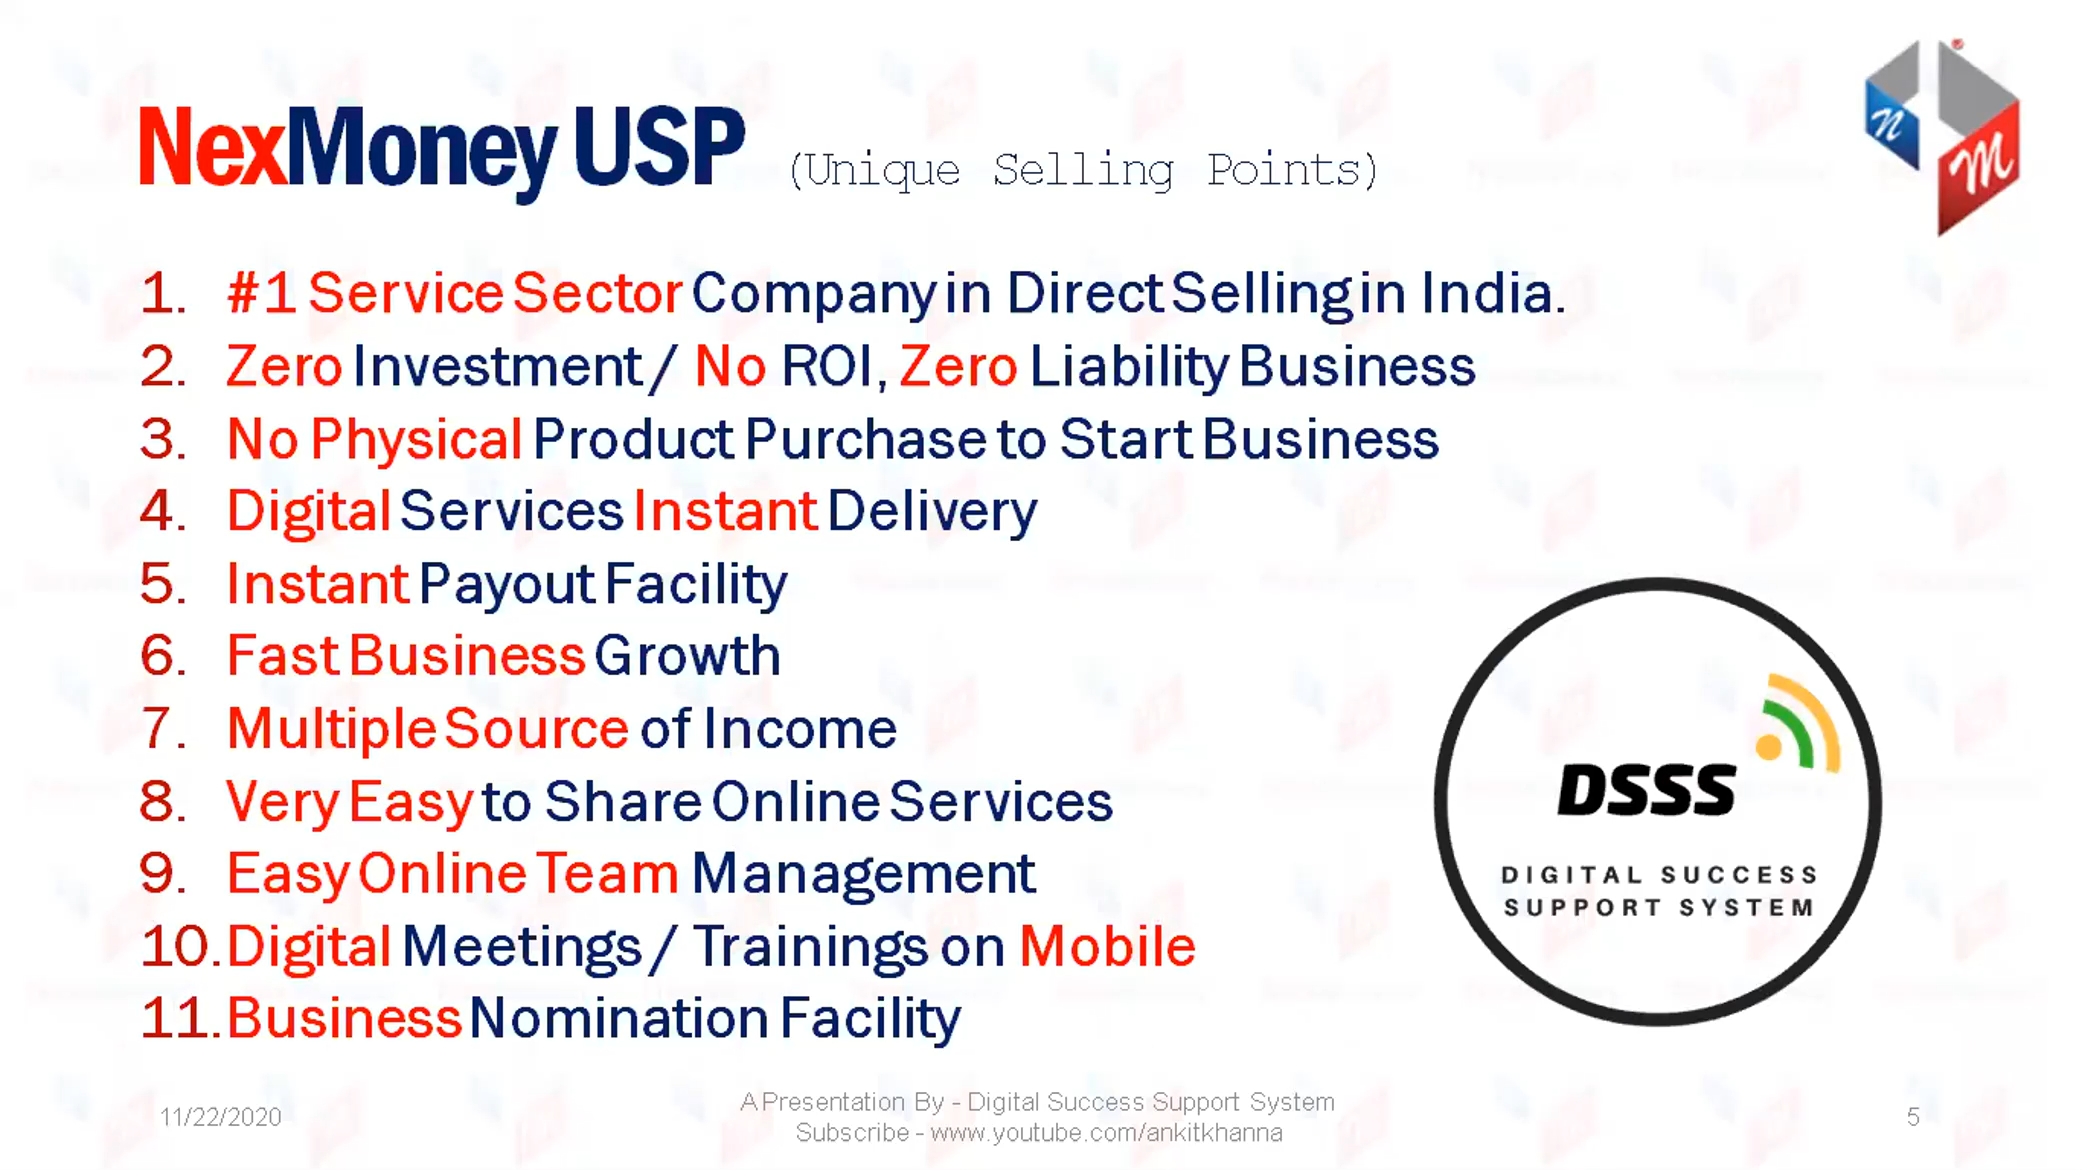 NexMoney USP (Unique Selling Points)
n
M
1. #1 Service Sector Company in Direct Selling in India.
2. Zero Investment / No ROI, Zero Liability Business
3. No Physical Product Purchase to Start Business
4. Digital Services Instant Delivery
5. Instant Payout Facility
6. Fast Business Growth
7. Multiple Source of Income
8. Very Easy to Share Online Services
9. Easy Online Team Management
10. Digital Meetings / Trainings on Mobile
11. Business Nomination Facility
DSSS
DIGITAL SUCCESS
SUPPORT SYSTEM
11/22/2020
A Presentation By - Digital Success Support System
Subscribe - www.youtube.com/ankitkhanna
5